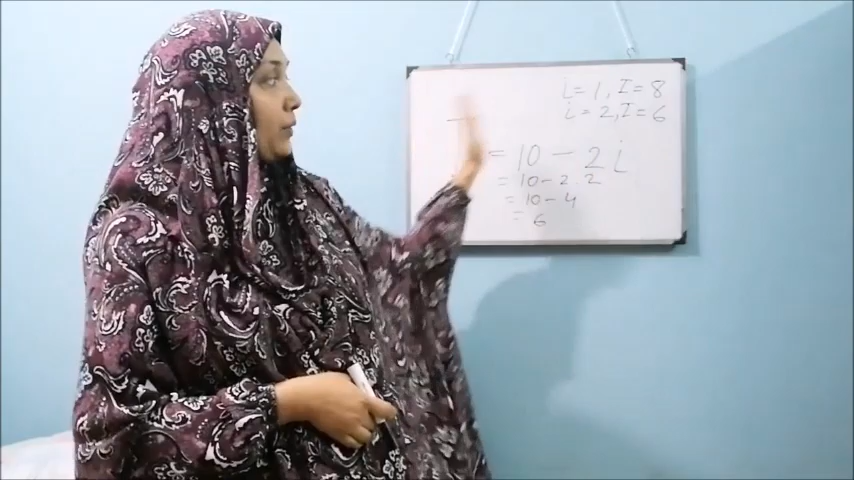 i = 1, I = 8
i = 2, I = 6
= 10 - 2 i
= 10 - 2.2
= 10 - 4
= 6